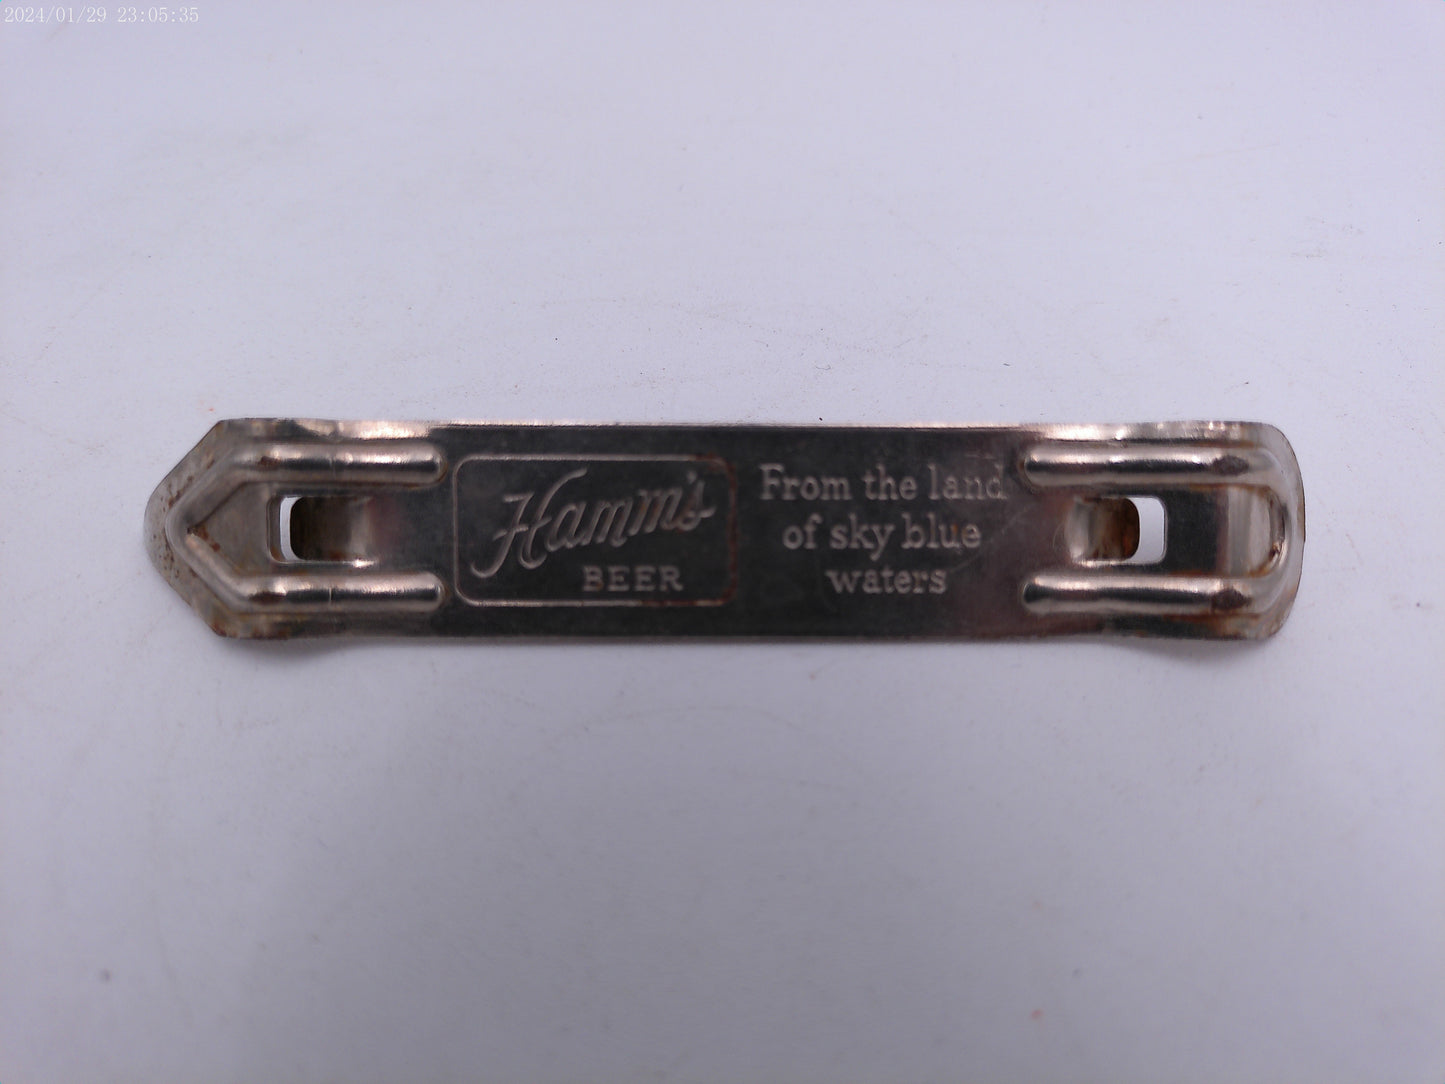 2024/01/29 23:05:35
Hamm's
BEER
From the land
of sky blue
waters